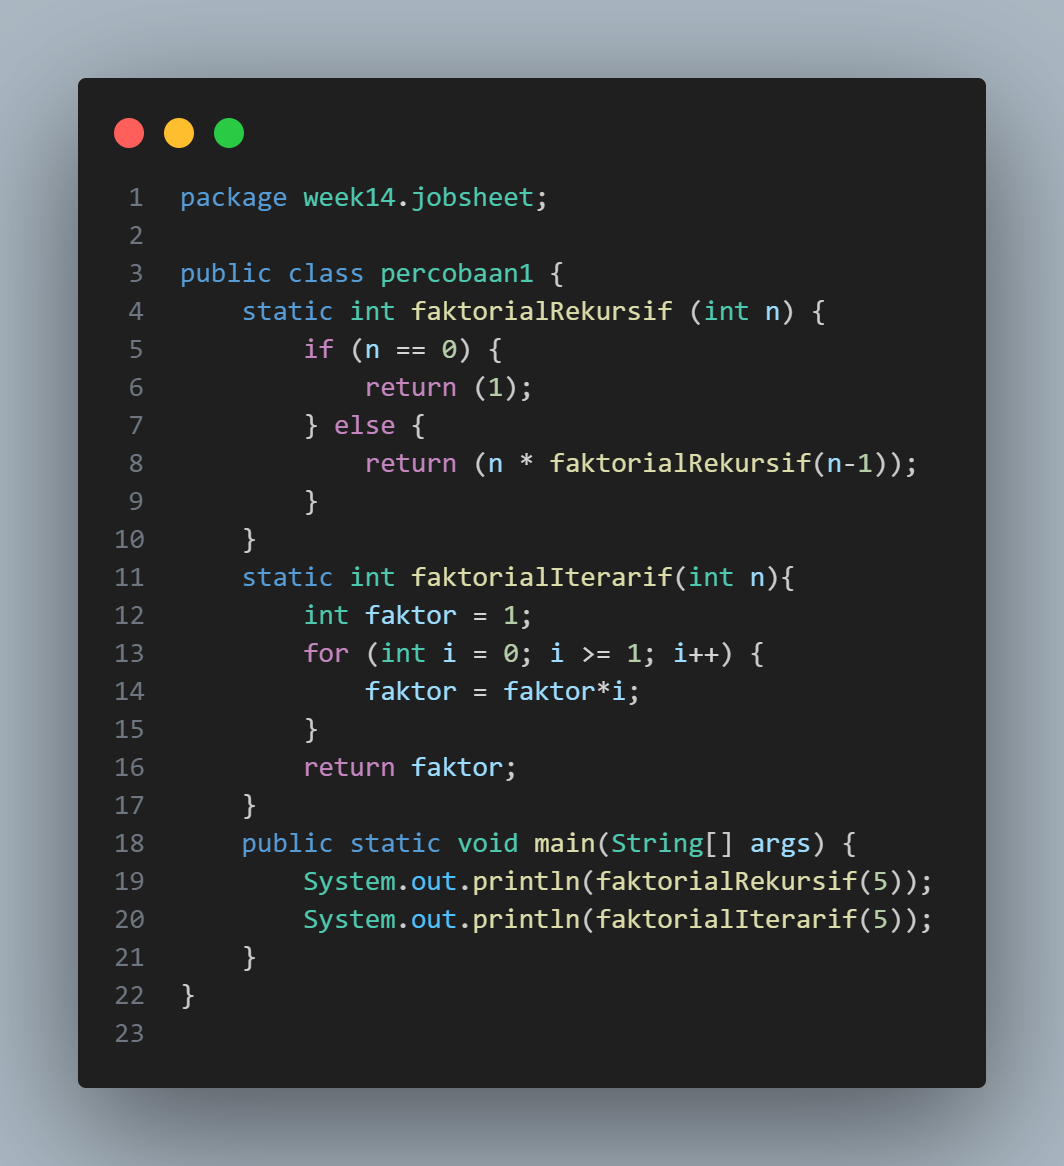 1 package week14.jobsheet;
2
3 public class percobaan1 {
4     static int faktorialRekursif (int n) {
5         if (n == 0) {
6             return (1);
7         } else {
8             return (n * faktorialRekursif(n-1));
9         }
10     }
11     static int faktorialIterarif(int n){
12         int faktor = 1;
13         for (int i = 0; i >= 1; i++) {
14             faktor = faktor*i;
15         }
16         return faktor;
17     }
18     public static void main(String[] args) {
19         System.out.println(faktorialRekursif(5));
20         System.out.println(faktorialIterarif(5));
21     }
22 }
23